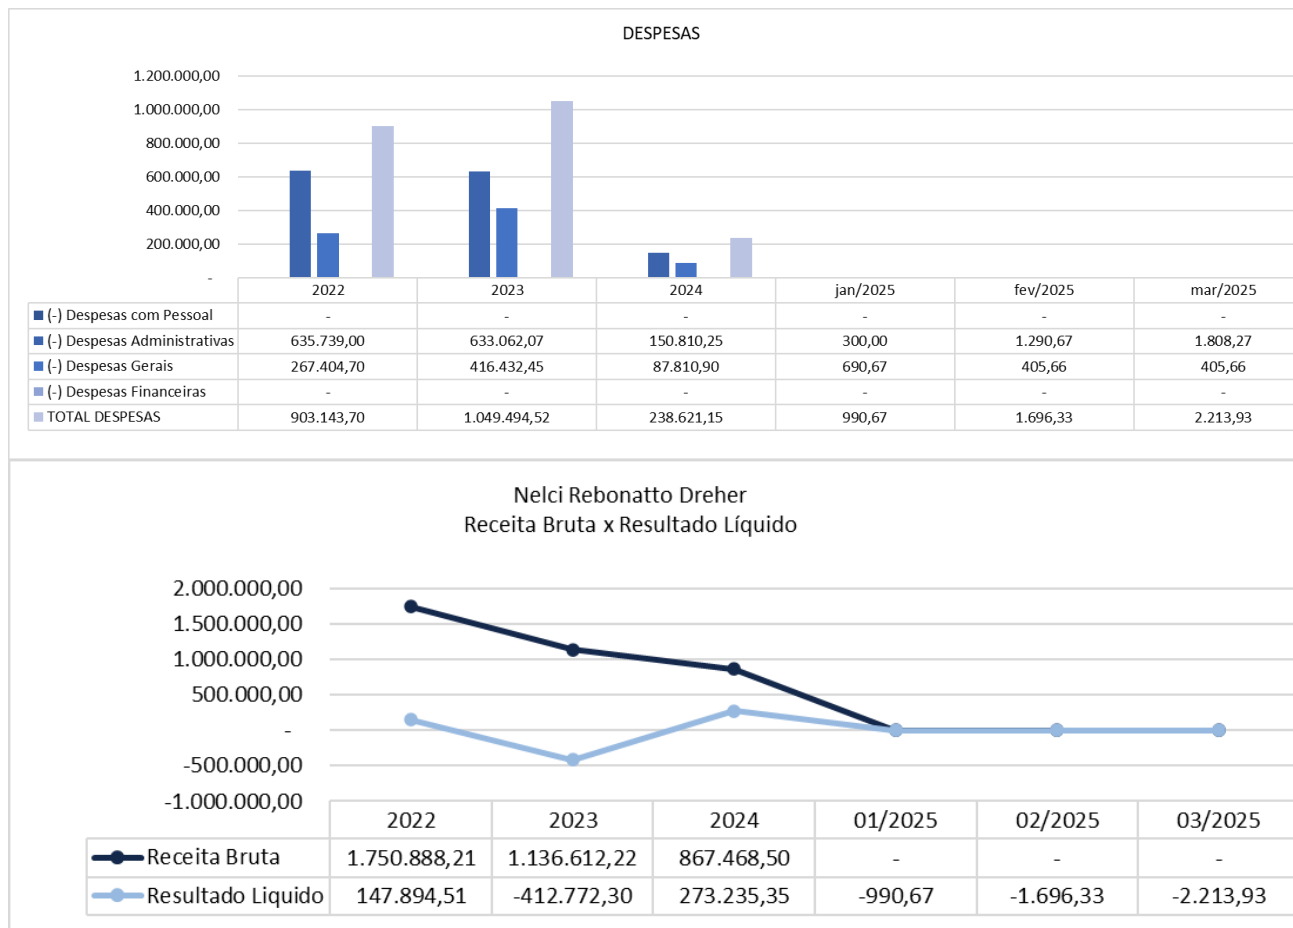 DESPESAS
1.200.000,00
1.000.000,00
800.000,00
600.000,00
400.000,00
200.000,00
-
2022 2023 2024 jan/2025 fev/2025 mar/2025
(-) Despesas com Pessoal - - - - - -
(-) Despesas Administrativas 635.739,00 633.062,07 150.810,25 300,00 1.290,67 1.808,27
(-) Despesas Gerais 267.404,70 416.432,45 87.810,90 690,67 405,66 405,66
(-) Despesas Financeiras - - - - - -
TOTAL DESPESAS 903.143,70 1.049.494,52 238.621,15 990,67 1.696,33 2.213,93
Nelci Rebonatto Dreher
Receita Bruta x Resultado Líquido
2.000.000,00
1.500.000,00
1.000.000,00
500.000,00
-
-500.000,00
-1.000.000,00
2022 2023 2024 01/2025 02/2025 03/2025
Receita Bruta 1.750.888,21 1.136.612,22 867.468,50 - - -
Resultado Liquido 147.894,51 -412.772,30 273.235,35 -990,67 -1.696,33 -2.213,93